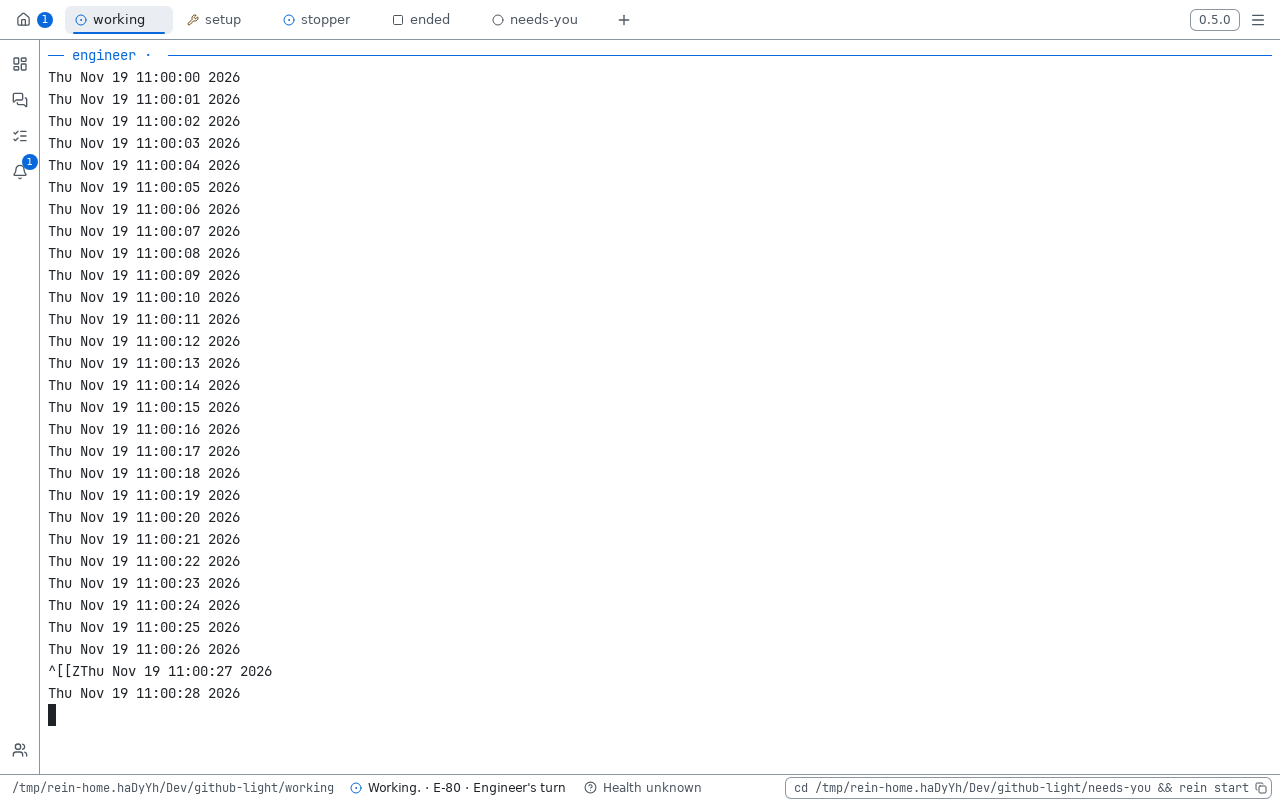 1 working setup stopper ended needs-you 0.5.0
engineer ·
Thu Nov 19 11:00:00 2026
Thu Nov 19 11:00:01 2026
Thu Nov 19 11:00:02 2026
Thu Nov 19 11:00:03 2026
Thu Nov 19 11:00:04 2026
Thu Nov 19 11:00:05 2026
Thu Nov 19 11:00:06 2026
Thu Nov 19 11:00:07 2026
Thu Nov 19 11:00:08 2026
Thu Nov 19 11:00:09 2026
Thu Nov 19 11:00:10 2026
Thu Nov 19 11:00:11 2026
Thu Nov 19 11:00:12 2026
Thu Nov 19 11:00:13 2026
Thu Nov 19 11:00:14 2026
Thu Nov 19 11:00:15 2026
Thu Nov 19 11:00:16 2026
Thu Nov 19 11:00:17 2026
Thu Nov 19 11:00:18 2026
Thu Nov 19 11:00:19 2026
Thu Nov 19 11:00:20 2026
Thu Nov 19 11:00:21 2026
Thu Nov 19 11:00:22 2026
Thu Nov 19 11:00:23 2026
Thu Nov 19 11:00:24 2026
Thu Nov 19 11:00:25 2026
Thu Nov 19 11:00:26 2026
^[[ZThu Nov 19 11:00:27 2026
Thu Nov 19 11:00:28 2026
1
/tmp/rein-home.haDyYh/Dev/github-light/working Working. · E-80 · Engineer's turn Health unknown cd /tmp/rein-home.haDyYh/Dev/github-light/needs-you && rein start